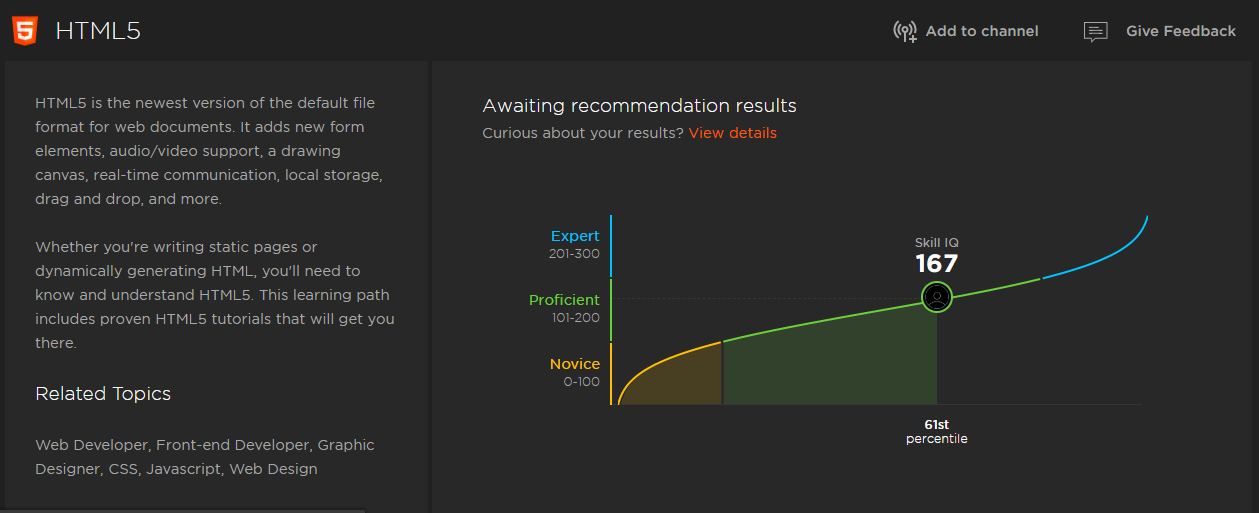 HTML5
Add to channel
Give Feedback
HTML5 is the newest version of the default file
format for web documents. It adds new form
elements, audio/video support, a drawing
canvas, real-time communication, local storage,
drag and drop, and more.
Whether you're writing static pages or
dynamically generating HTML, you'll need to
know and understand HTML5. This learning path
includes proven HTML5 tutorials that will get you
there.
Related Topics
Web Developer, Front-end Developer, Graphic
Designer, CSS, Javascript, Web Design
Awaiting recommendation results
Curious about your results? View details
Expert
201-300
Proficient
101-200
Novice
0-100
Skill IQ
167
61st
percentile